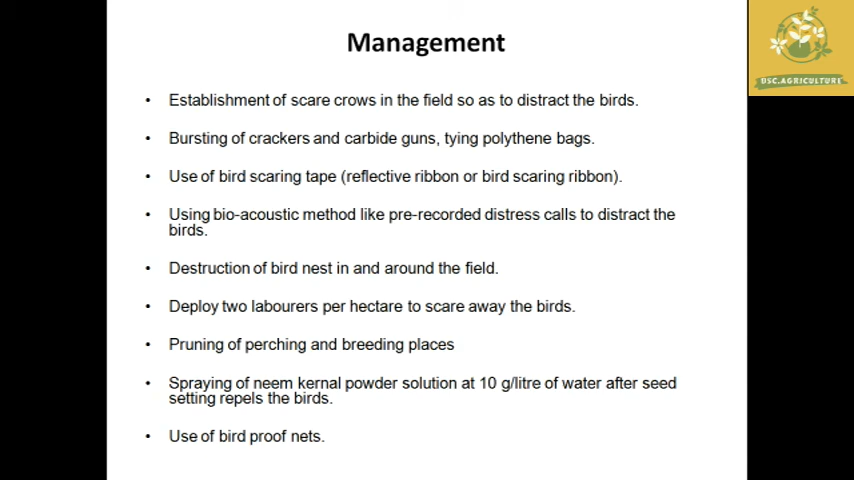 Management
DSC.AGRICULTURE
• Establishment of scare crows in the field so as to distract the birds.
• Bursting of crackers and carbide guns, tying polythene bags.
• Use of bird scaring tape (reflective ribbon or bird scaring ribbon).
• Using bio-acoustic method like pre-recorded distress calls to distract the
birds.
• Destruction of bird nest in and around the field.
• Deploy two labourers per hectare to scare away the birds.
• Pruning of perching and breeding places
• Spraying of neem kernal powder solution at 10 g/litre of water after seed
setting repels the birds.
• Use of bird proof nets.